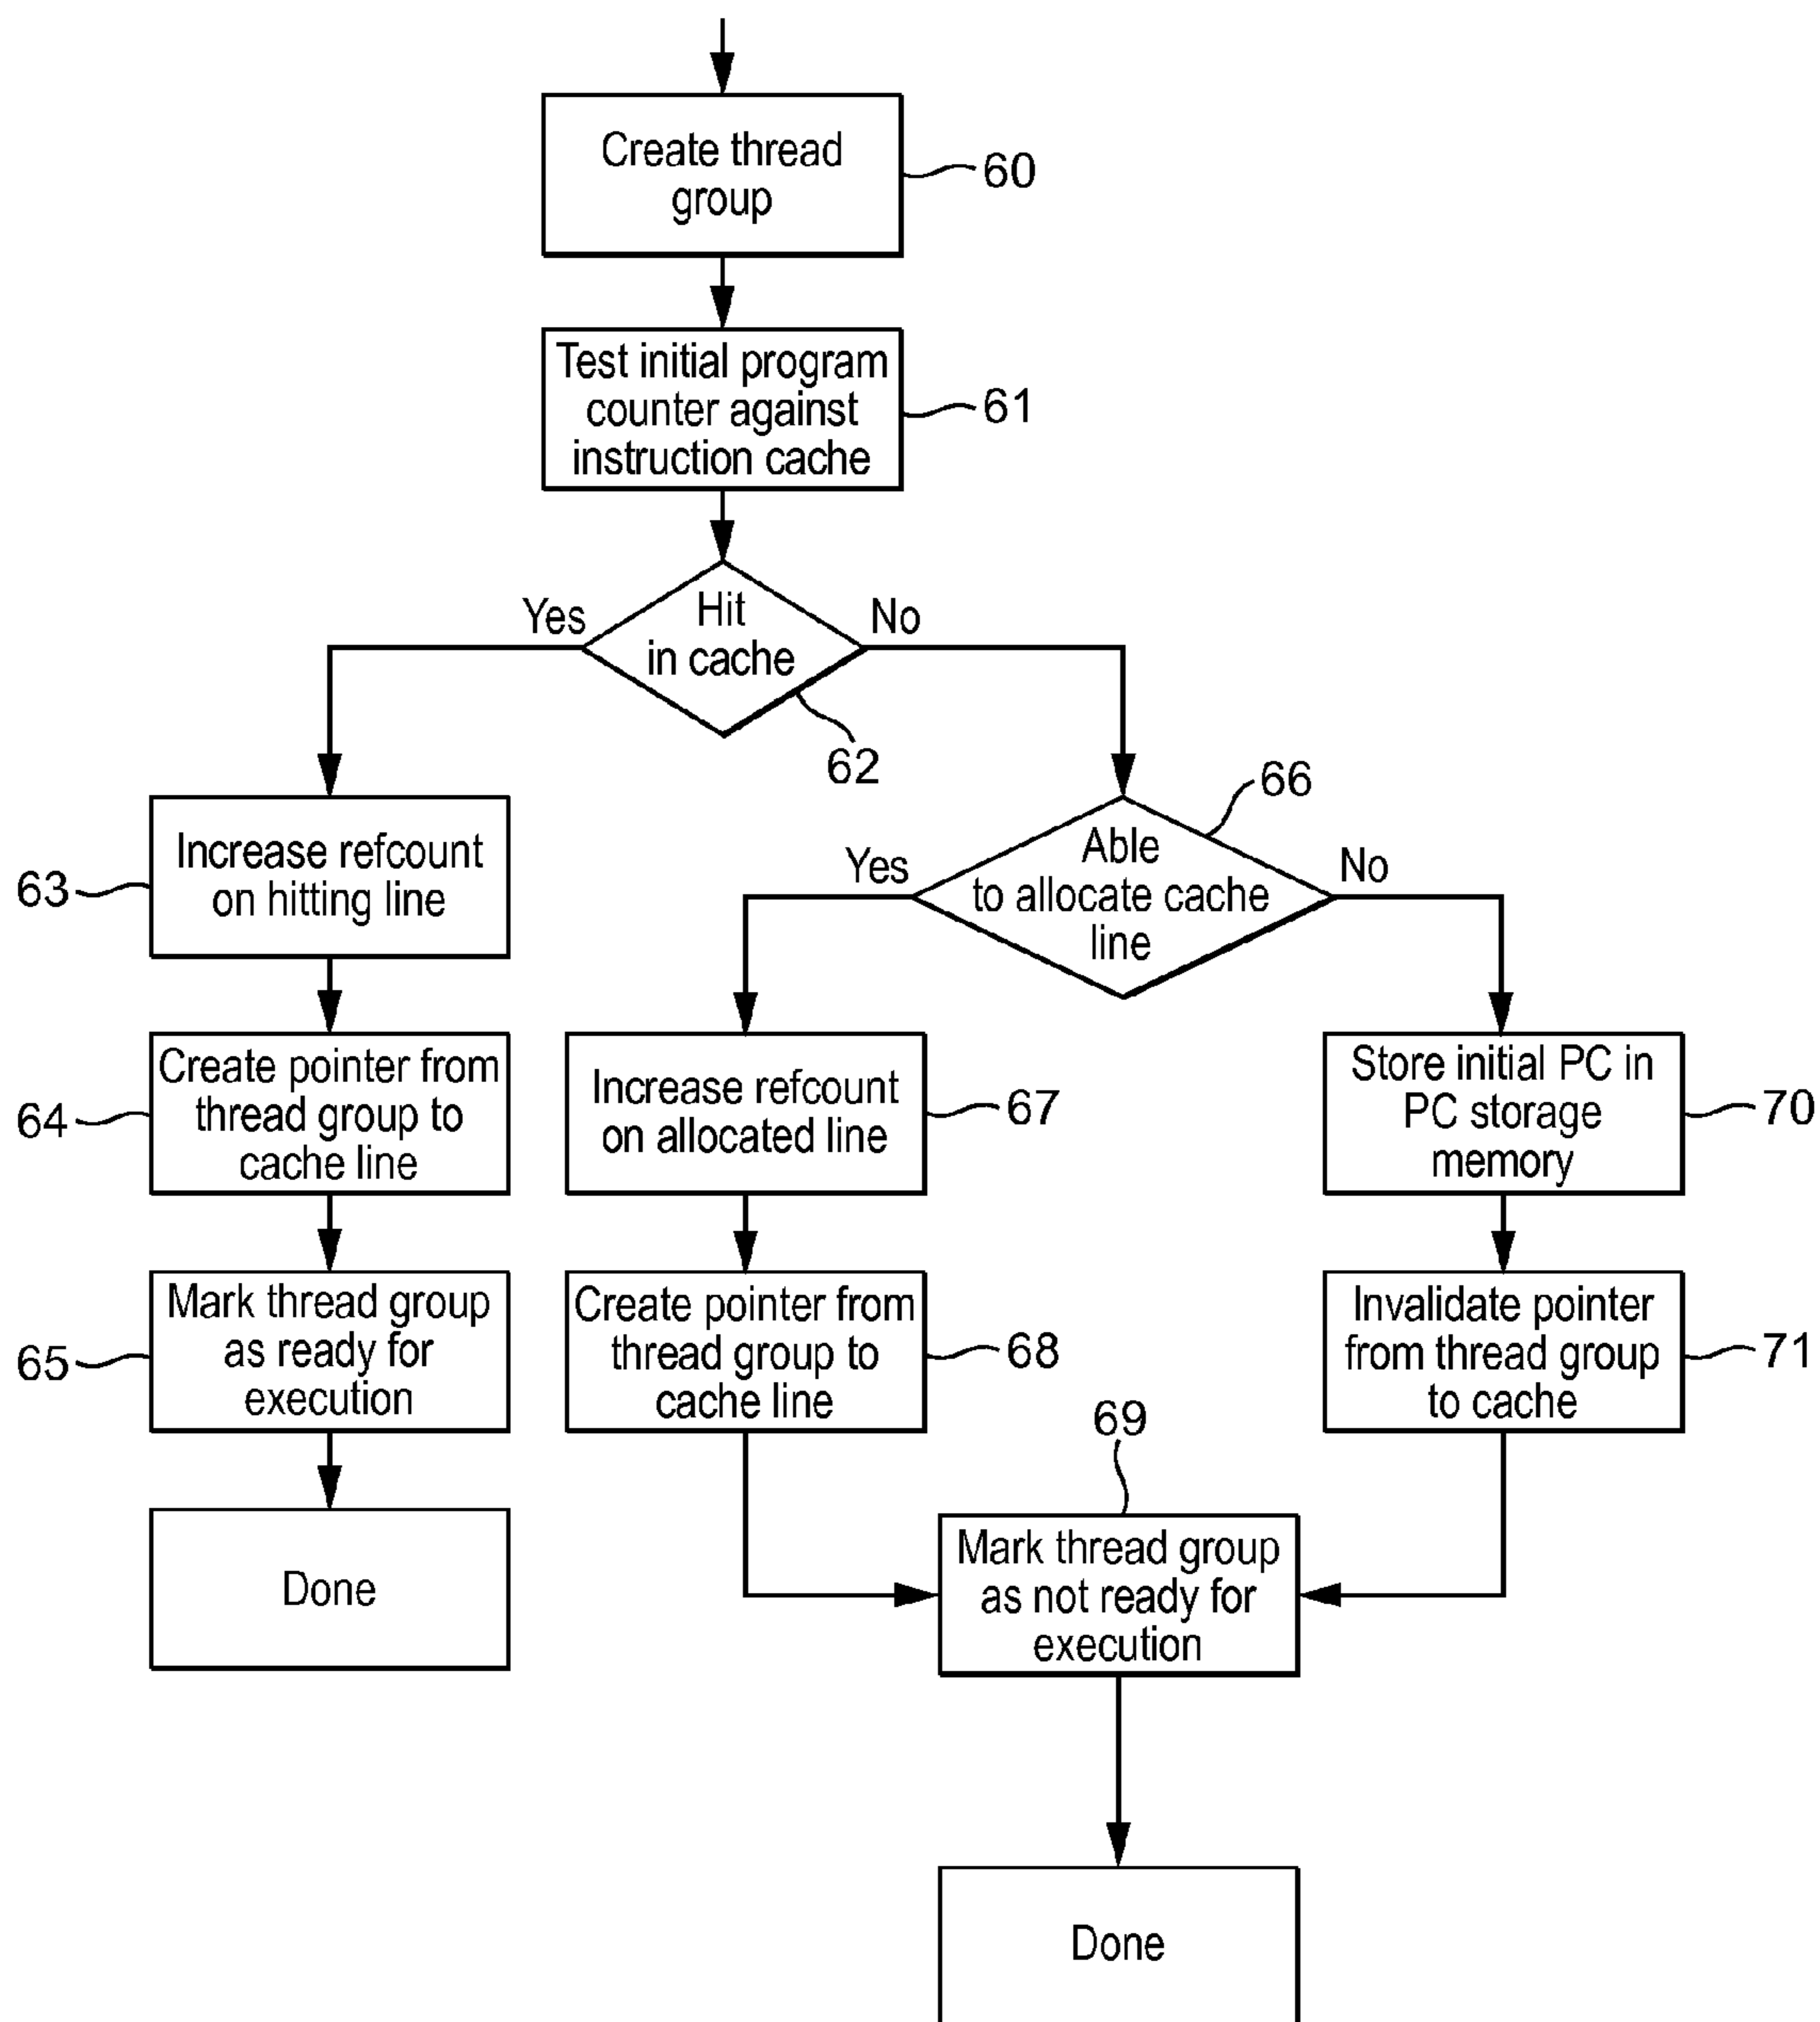 Create thread
group
60
Test initial program
counter against
instruction cache
61
Yes
Hit
in cache
No
62
66
Increase refcount
on hitting line
63
Yes
Able
to allocate cache
line
No
Create pointer from
thread group to
cache line
64
Increase refcount
on allocated line
67
Store initial PC in
PC storage
memory
70
Mark thread group
as ready for
execution
65
Create pointer from
thread group to
cache line
68
Invalidate pointer
from thread group
to cache
71
69
Mark thread group
as not ready for
execution
Done
Done